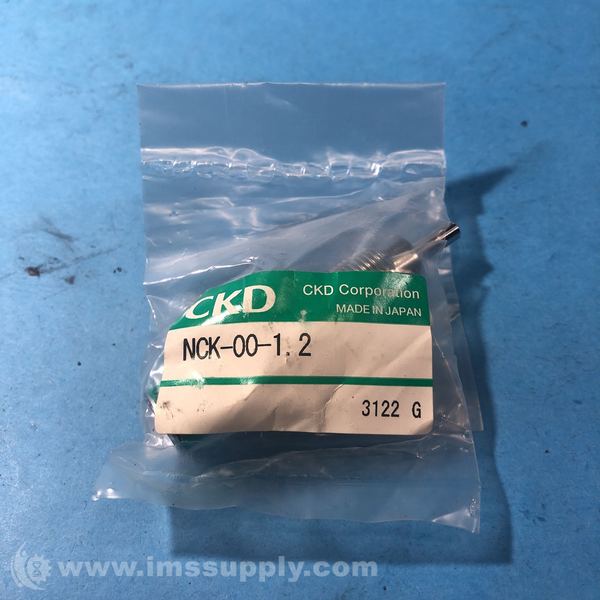 CKD
CKD Corporation
MADE IN JAPAN
NCK-00-1.2
3122 G
www.imssupply.com